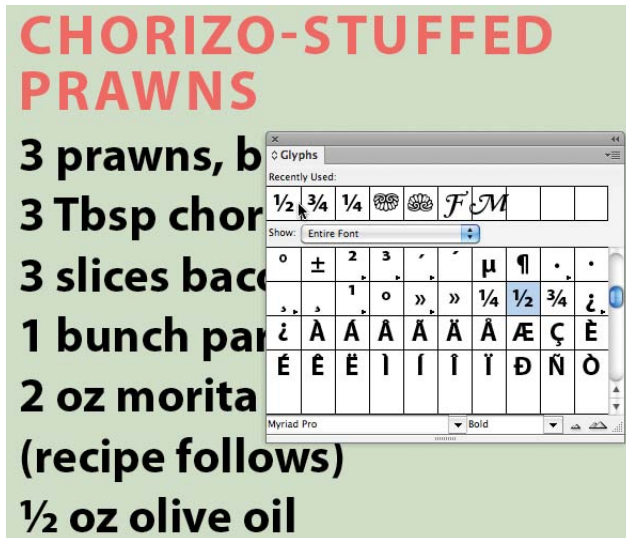 CHORIZO-STUFFED
PRAWNS
3 prawns, b
3 Tbsp chor
3 slices bac
1 bunch par
2 oz morita
(recipe follows)
½ oz olive oil
Glyphs
Recently Used:
½ ¾ ¼ F M
Show: Entire Font
º ± ² ³ ´ ´ µ ¶ · ·
¸ ¸ ¹ º » » ¼ ½ ¾ ¿
¿ À Á Â Ã Ä Å Æ Ç È
É Ê Ë Ì Í Î Ï Ð Ñ Ò
Myriad Pro Bold